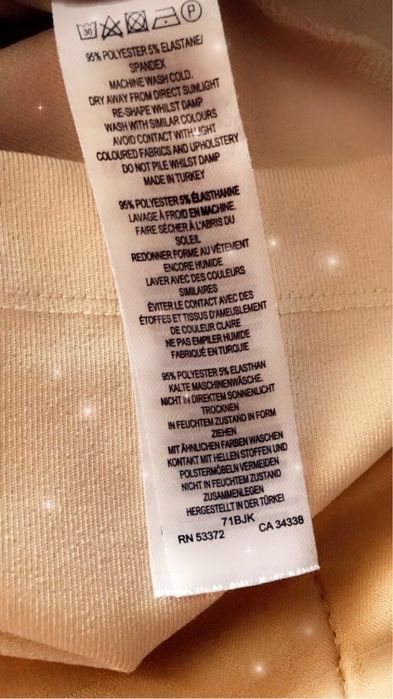 30 P
95% POLYESTER 5% ELASTANE/
SPANDEX
MACHINE WASH COLD.
DRY AWAY FROM DIRECT SUNLIGHT
RE-SHAPE WHILST DAMP
WASH WITH SIMILAR COLOURS
AVOID CONTACT WITH LIGHT
COLOURED FABRICS AND UPHOLSTERY
DO NOT PILE WHILST DAMP
MADE IN TURKEY
95% POLYESTER 5% ÉLASTHANNE
LAVAGE À FROID EN MACHINE.
FAIRE SÉCHER À L'ABRIS DU
SOLEIL
REDONNER FORME AU VÊTEMENT
ENCORE HUMIDE
LAVER AVEC DES COULEURS
SIMILAIRES
ÉVITER LE CONTACT AVEC DES
ÉTOFFES ET TISSUS D'AMEUBLEMENT
DE COULEUR CLAIRE
NE PAS EMPILER HUMIDE
FABRIQUÉ EN TURQUIE
95% POLYESTER 5% ELASTHAN
KALTE MASCHINENWÄSCHE.
NICHT IN DIREKTEM SONNENLICHT
TROCKNEN
IN FEUCHTEM ZUSTAND IN FORM
ZIEHEN
MIT ÄHNLICHEN FARBEN WASCHEN
KONTAKT MIT HELLEN STOFFEN UND
POLSTERMÖBELN VERMEIDEN
NICHT IN FEUCHTEM ZUSTAND
ZUSAMMENLEGEN
HERGESTELLT IN DER TÜRKEI
71BJK
RN 53372 CA 34338